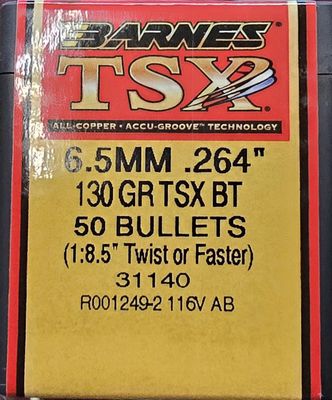 BARNES
TSX
ALL-COPPER • ACCU-GROOVE™ TECHNOLOGY
6.5MM .264"
130 GR TSX BT
50 BULLETS
(1:8.5" Twist or Faster)
31140
R001249-2 116V AB